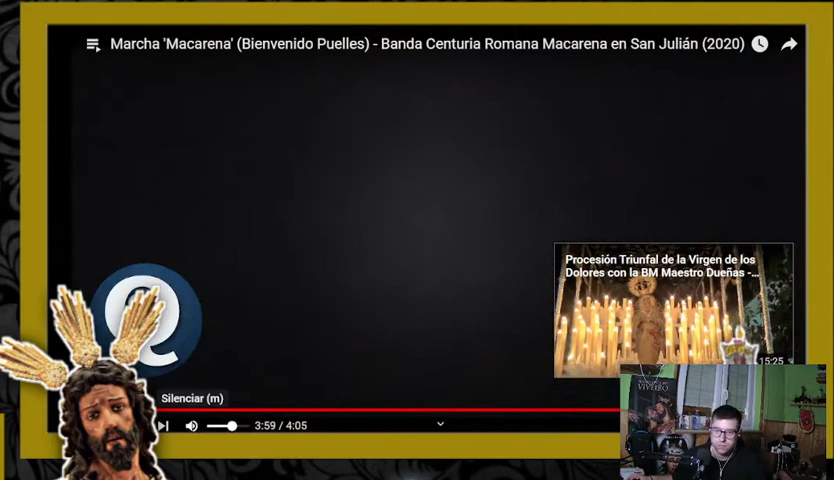 Marcha 'Macarena' (Bienvenido Puelles) - Banda Centuria Romana Macarena en San Julián (2020)
Procesión Triunfal de la Virgen de los
Dolores con la BM Maestro Dueñas -...
Q
15:25
Silenciar (m)
VIVEIRO
3:59 / 4:05